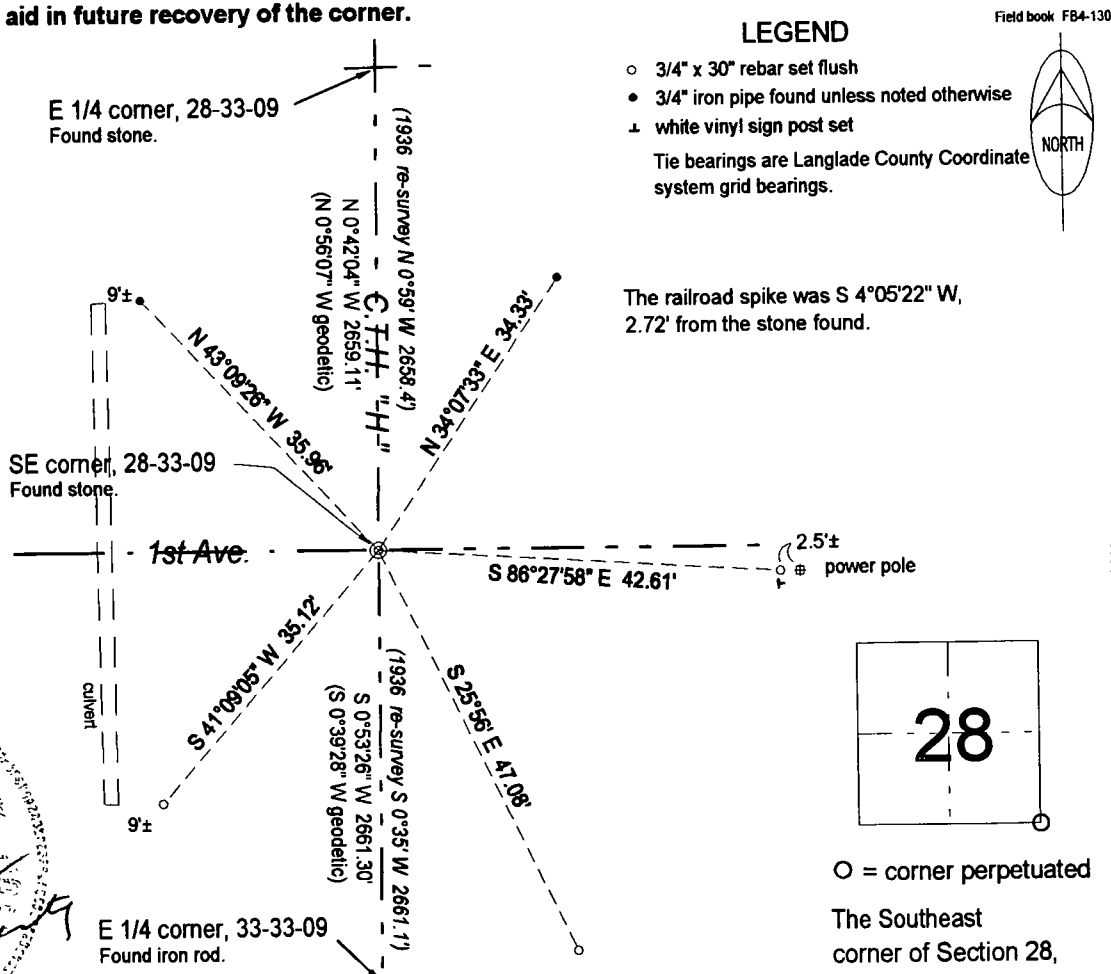 aid in future recovery of the corner.
Field book FB4-130
LEGEND
3/4" x 30" rebar set flush
3/4" iron pipe found unless noted otherwise
white vinyl sign post set
Tie bearings are Langlade County Coordinate
system grid bearings.
NORTH
E 1/4 corner, 28-33-09
Found stone.
(1936 re-survey N 0°59' W 2658.4')
N 0°42'04" W 2659.11'
(N 0°56'07" W geodetic)
C.T.H. "H"
The railroad spike was S 4°05'22" W,
2.72' from the stone found.
9'±
N 43°09'26" W 35.96'
N 34°07'33" E 34.33'
SE corner, 28-33-09
Found stone.
1st Ave.
2.5'±
power pole
S 86°27'58" E 42.61'
S 41°09'05" W 35.12'
S 25°56' E 47.08'
culvert
9'±
(1936 re-survey S 0°35' W 2661.1')
S 0°53'26" W 2661.30'
(S 0°39'28" W geodetic)
28
O = corner perpetuated
The Southeast
corner of Section 28,
E 1/4 corner, 33-33-09
Found iron rod.